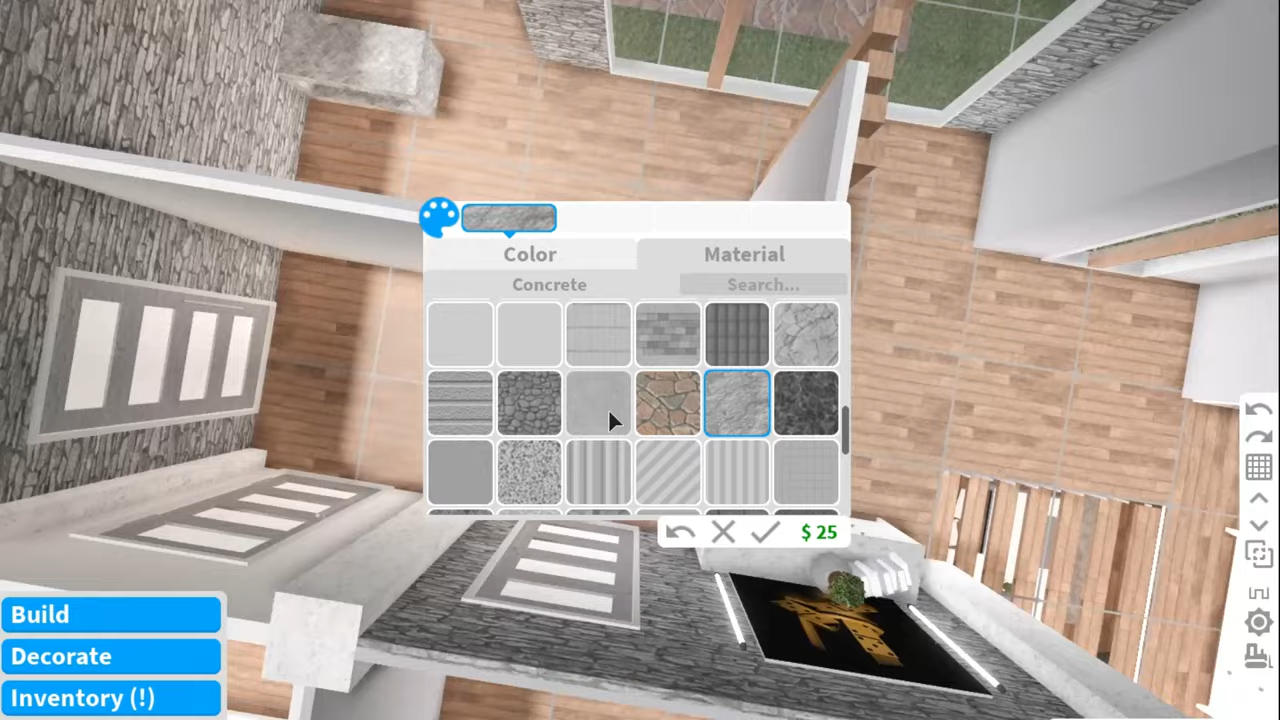 Color
Material
Concrete
Search...
$ 25
Build
Decorate
Inventory (!)